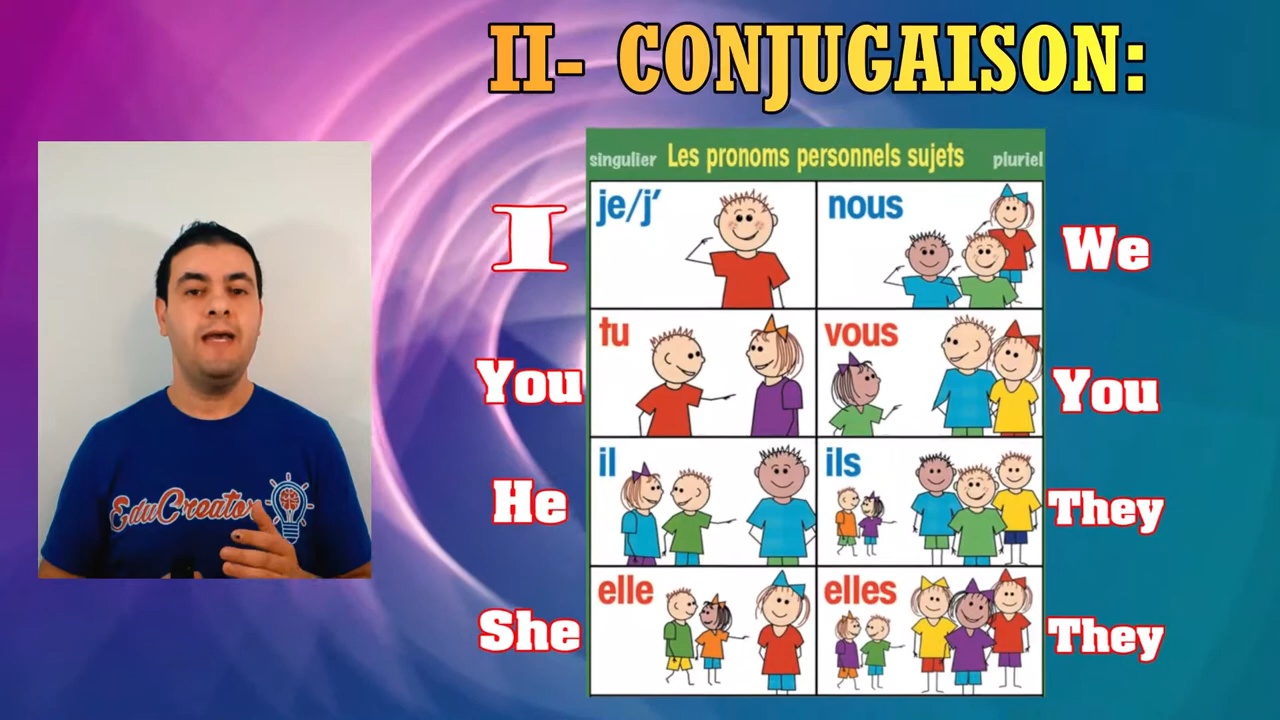 II- CONJUGAISON:
singulier Les pronoms personnels sujets pluriel
I je/j' nous We
You tu vous You
He il ils They
She elle elles They
EduCreator